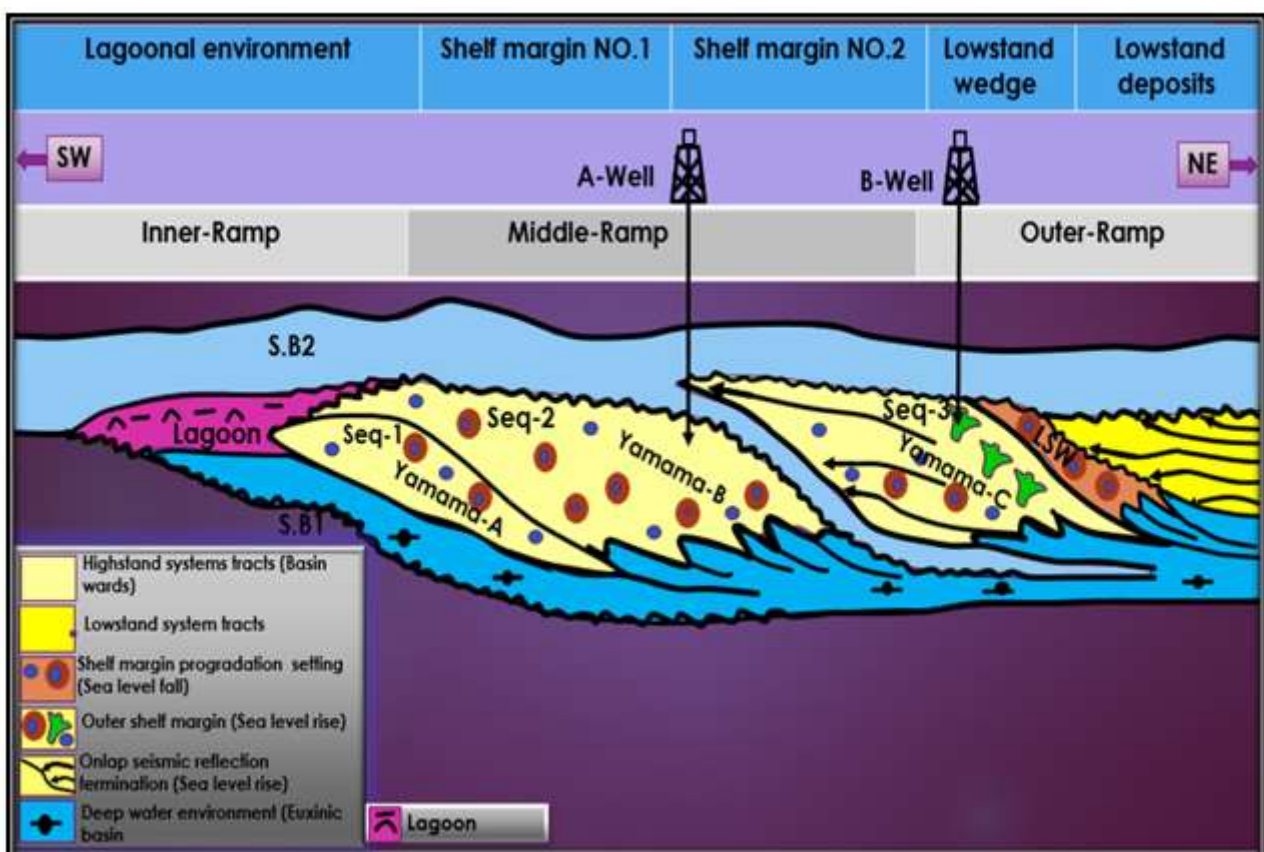 Lagoonal environment
Shelf margin NO.1
Shelf margin NO.2
Lowstand
wedge
Lowstand
deposits
SW
A-Well
B-Well
NE
Inner-Ramp
Middle-Ramp
Outer-Ramp
S.B2
Lagoon
Seq-1
Seq-2
Yamama-A
Yamama-B
Seq-3
Yamama-C
LSW
S.B1
Highstand systems tracts (Basin
wards)
Lowstand system tracts
Shelf margin progradation setting
(Sea level fall)
Outer shelf margin (Sea level rise)
Onlap seismic reflection
termination (Sea level rise)
Deep water environment (Euxinic
basin
Lagoon